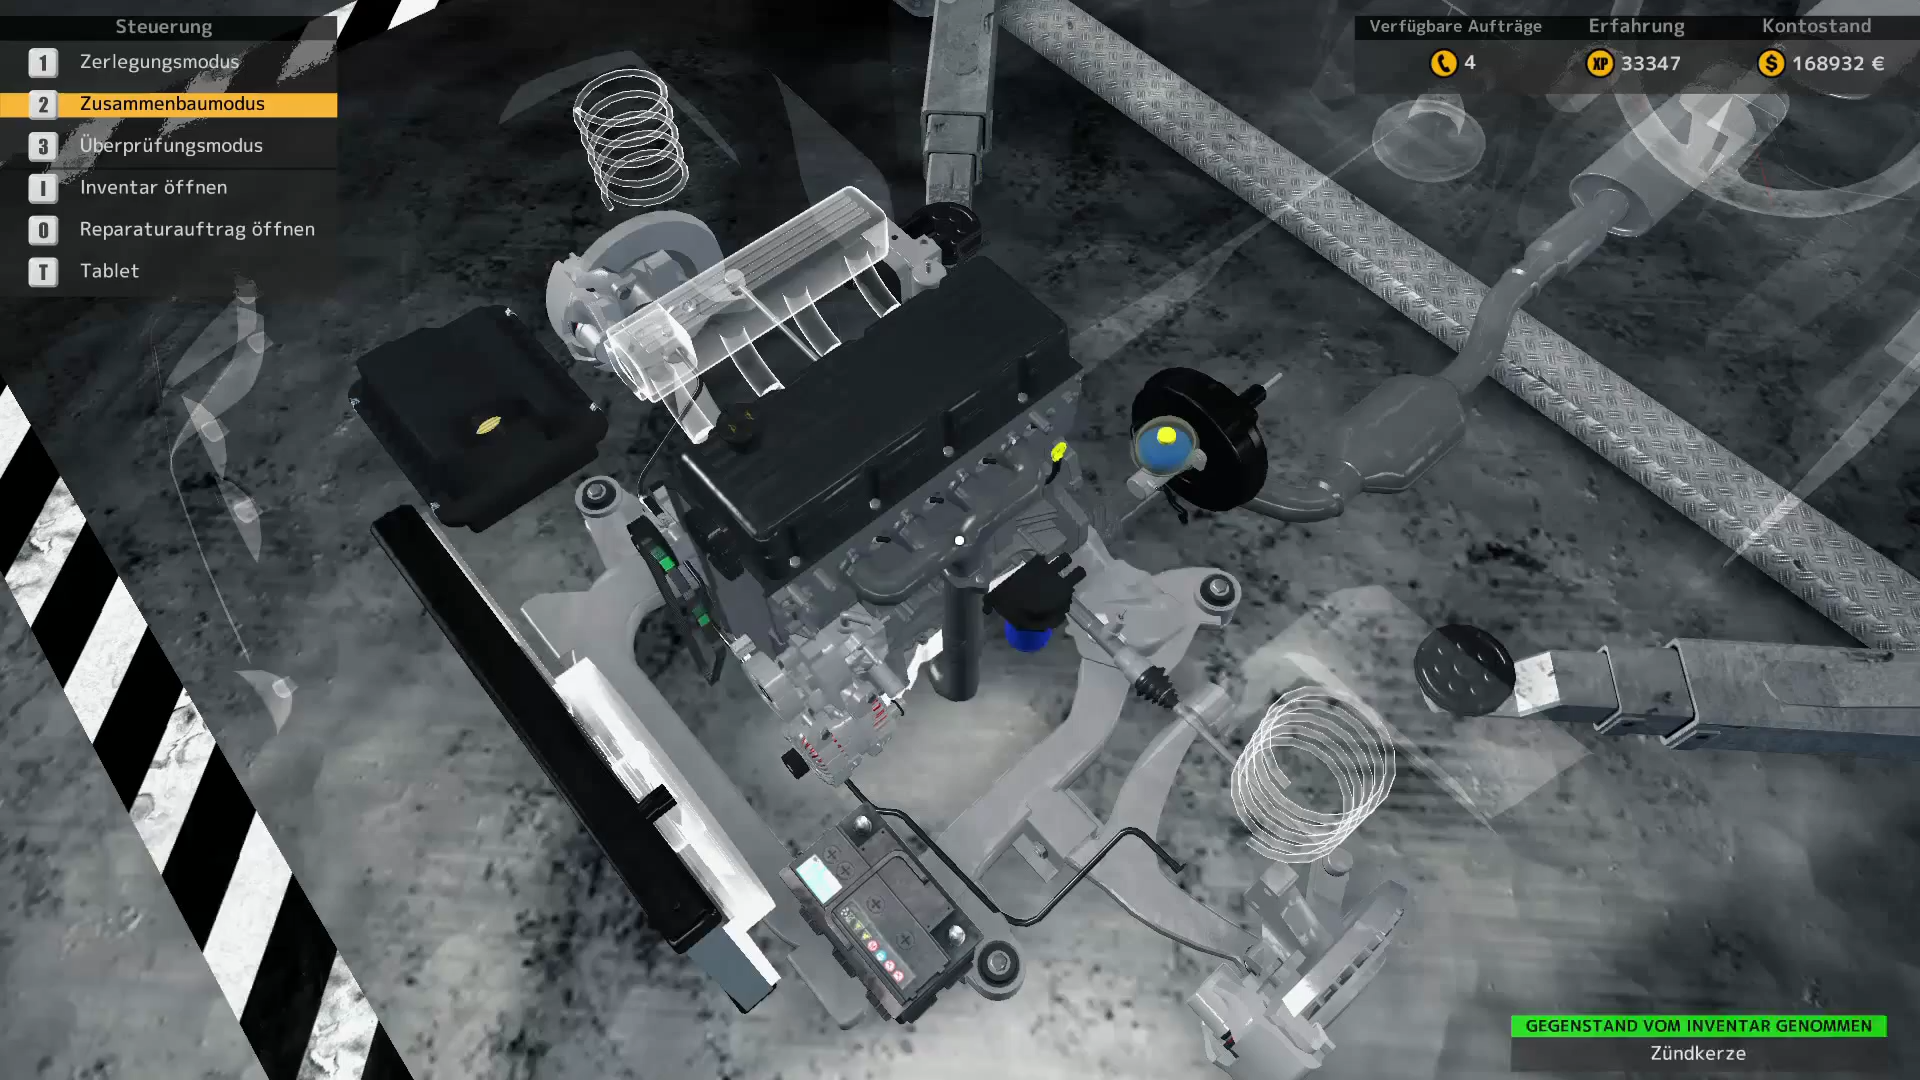 Steuerung
1 Zerlegungsmodus
2 Zusammenbaumodus
3 Überprüfungsmodus
I Inventar öffnen
O Reparaturauftrag öffnen
T Tablet
Verfügbare Aufträge Erfahrung Kontostand
4 XP 33347 $ 168932 €
GEGENSTAND VOM INVENTAR GENOMMEN
Zündkerze